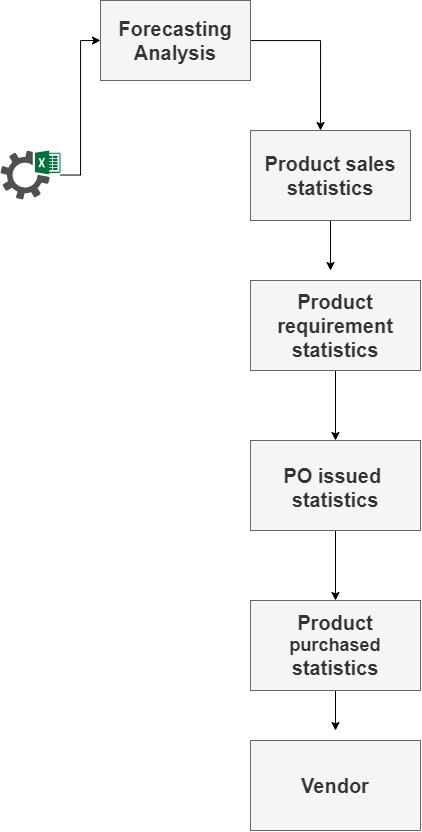 Forecasting
Analysis
X
Product sales
statistics
Product
requirement
statistics
PO issued
statistics
Product
purchased
statistics
Vendor